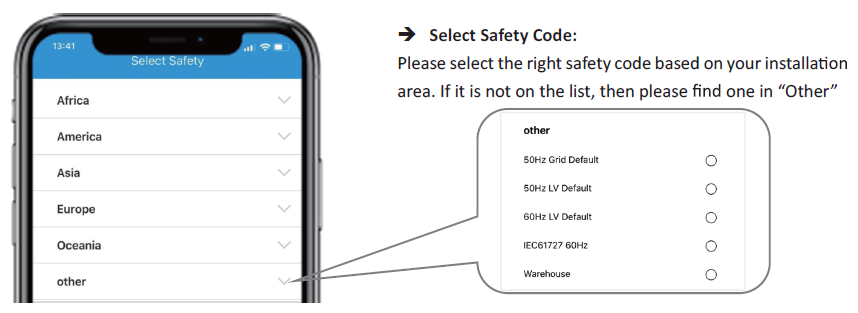 13:41
Select Safety
Africa
America
Asia
Europe
Oceania
other
➔ Select Safety Code:
Please select the right safety code based on your installation
area. If it is not on the list, then please find one in “Other”
other
50Hz Grid Default
50Hz LV Default
60Hz LV Default
IEC61727 60Hz
Warehouse